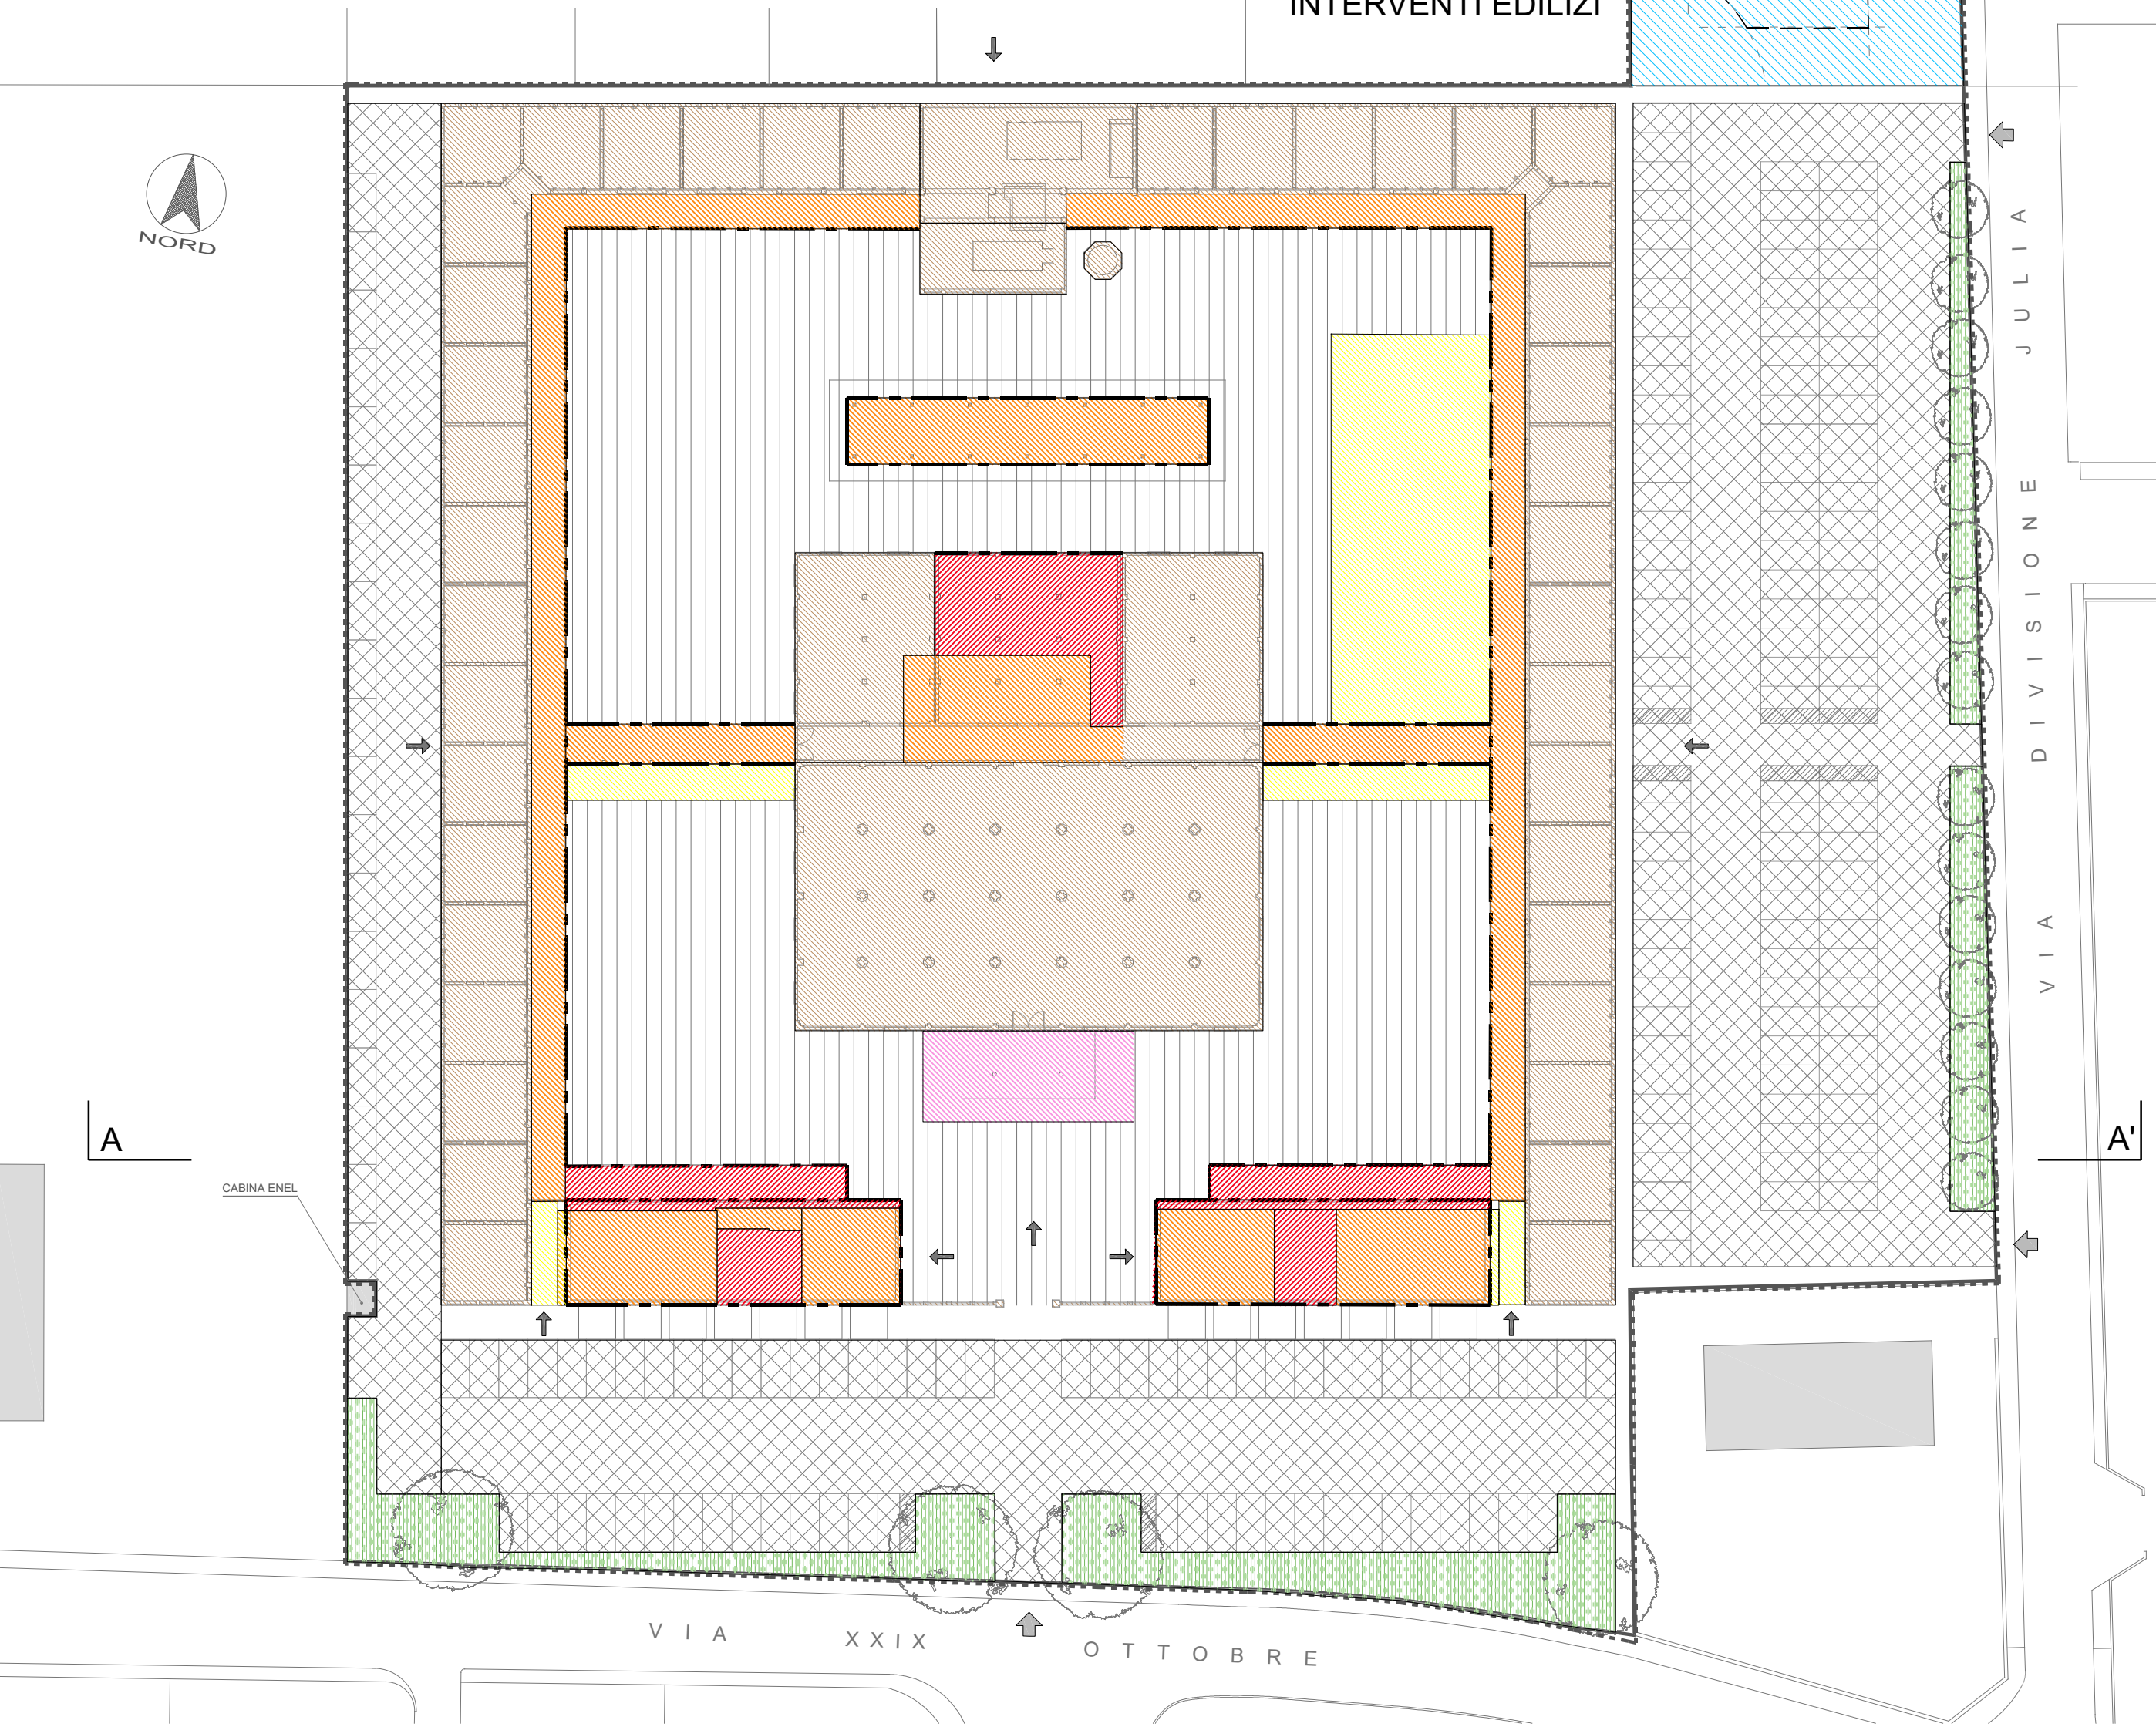 INTERVENTI EDILIZI
NORD
VIA DIVISIONE JULIA
A
A'
CABINA ENEL
VIA XXIX OTTOBRE